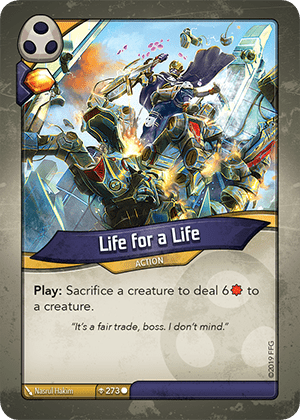 Life for a Life
ACTION
Play: Sacrifice a creature to deal 6 to
a creature.
"It's a fair trade, boss. I don't mind."
Nasrul Hakim
273
©2019 FFG